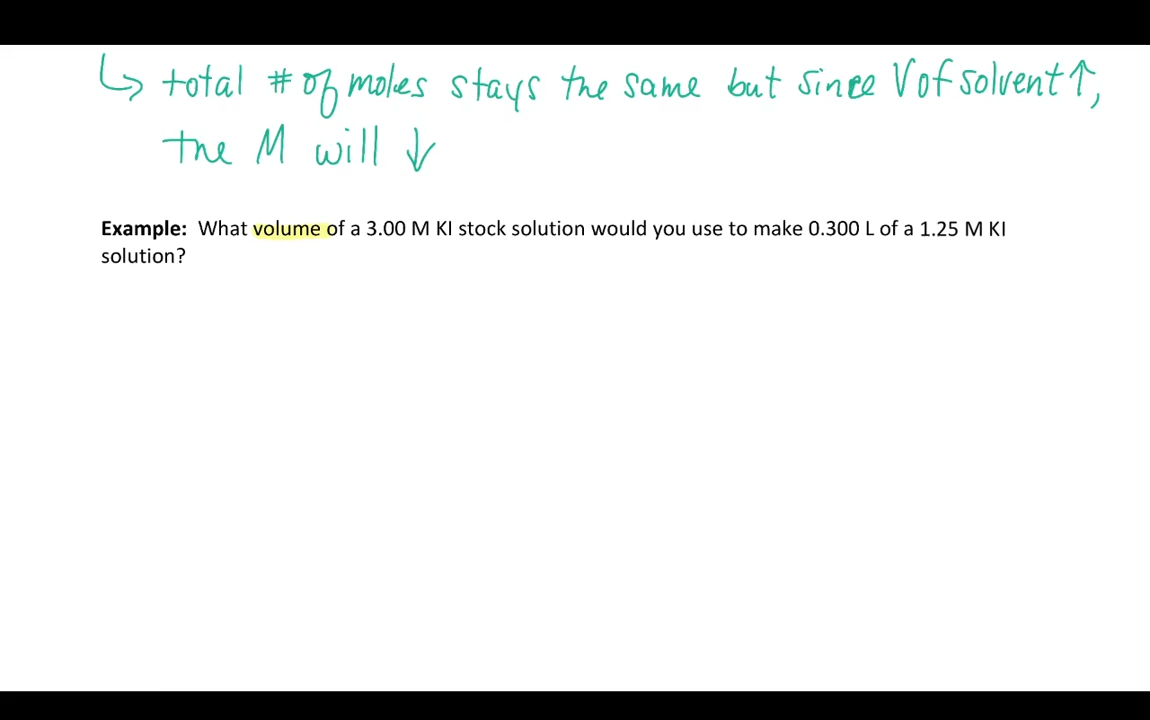 ↳ total # of moles stays the same but since V of solvent ↑,
the M will ↓
Example: What volume of a 3.00 M KI stock solution would you use to make 0.300 L of a 1.25 M KI
solution?